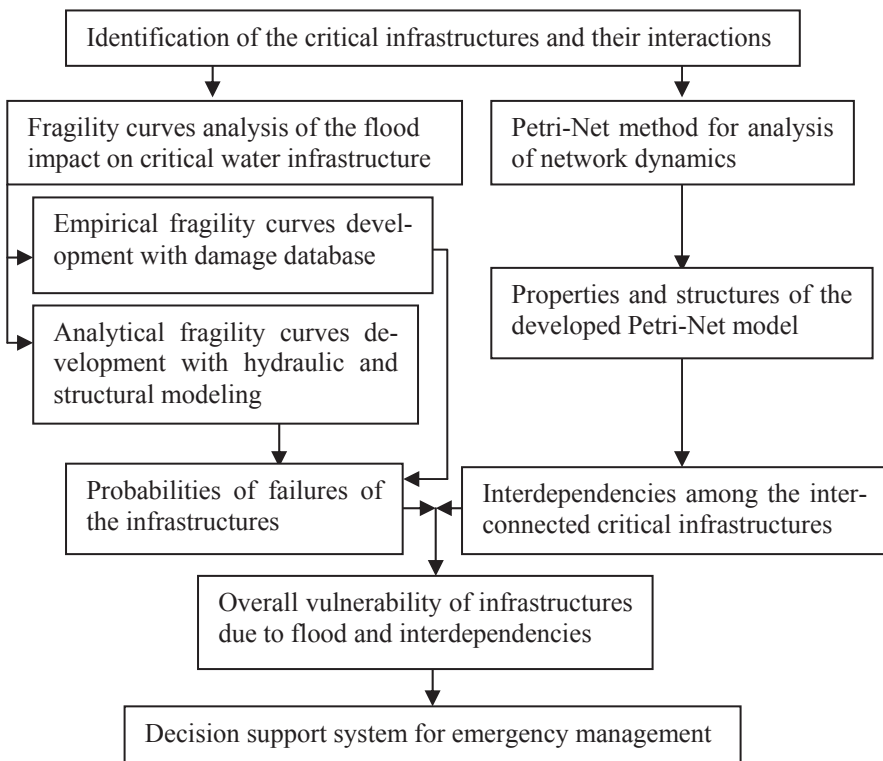 Identification of the critical infrastructures and their interactions
Fragility curves analysis of the flood
impact on critical water infrastructure
Petri-Net method for analysis
of network dynamics
Empirical fragility curves devel-
opment with damage database
Properties and structures of the
developed Petri-Net model
Analytical fragility curves de-
velopment with hydraulic and
structural modeling
Probabilities of failures of
the infrastructures
Interdependencies among the inter-
connected critical infrastructures
Overall vulnerability of infrastructures
due to flood and interdependencies
Decision support system for emergency management